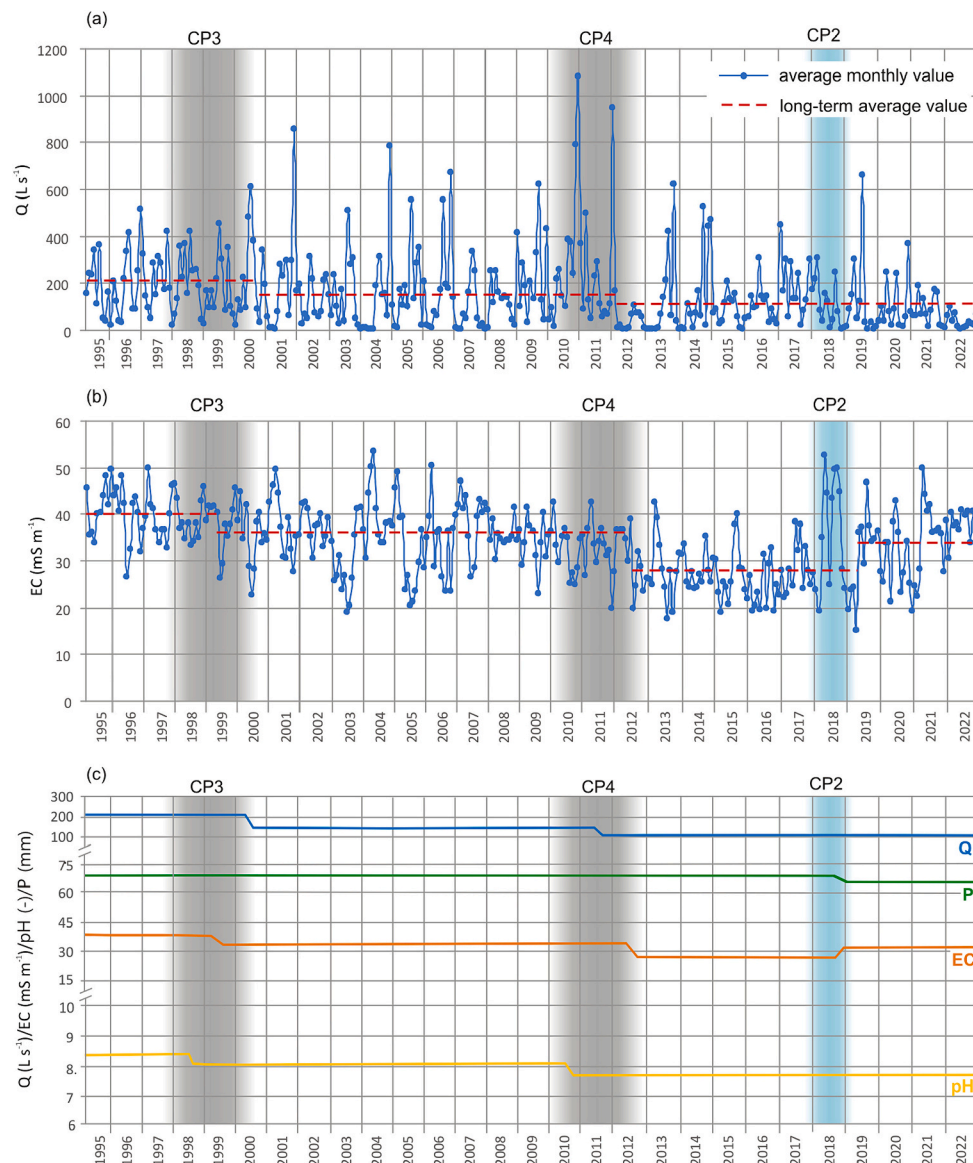 (a)
CP3 CP4 CP2
1200
1000
800
600
400
200
0
Q (L s⁻¹)
average monthly value
long-term average value
1995 1996 1997 1998 1999 2000 2001 2002 2003 2004 2005 2006 2007 2008 2009 2010 2011 2012 2013 2014 2015 2016 2017 2018 2019 2020 2021 2022
(b)
CP3 CP4 CP2
60
50
40
30
20
10
0
EC (mS m⁻¹)
1995 1996 1997 1998 1999 2000 2001 2002 2003 2004 2005 2006 2007 2008 2009 2010 2011 2012 2013 2014 2015 2016 2017 2018 2019 2020 2021 2022
(c)
CP3 CP4 CP2
300
200
100
75
60
45
30
15
10
9
8
7
6
Q (L s⁻¹)/EC (mS m⁻¹)/pH (-)/P (mm)
Q
P
EC
pH
1995 1996 1997 1998 1999 2000 2001 2002 2003 2004 2005 2006 2007 2008 2009 2010 2011 2012 2013 2014 2015 2016 2017 2018 2019 2020 2021 2022